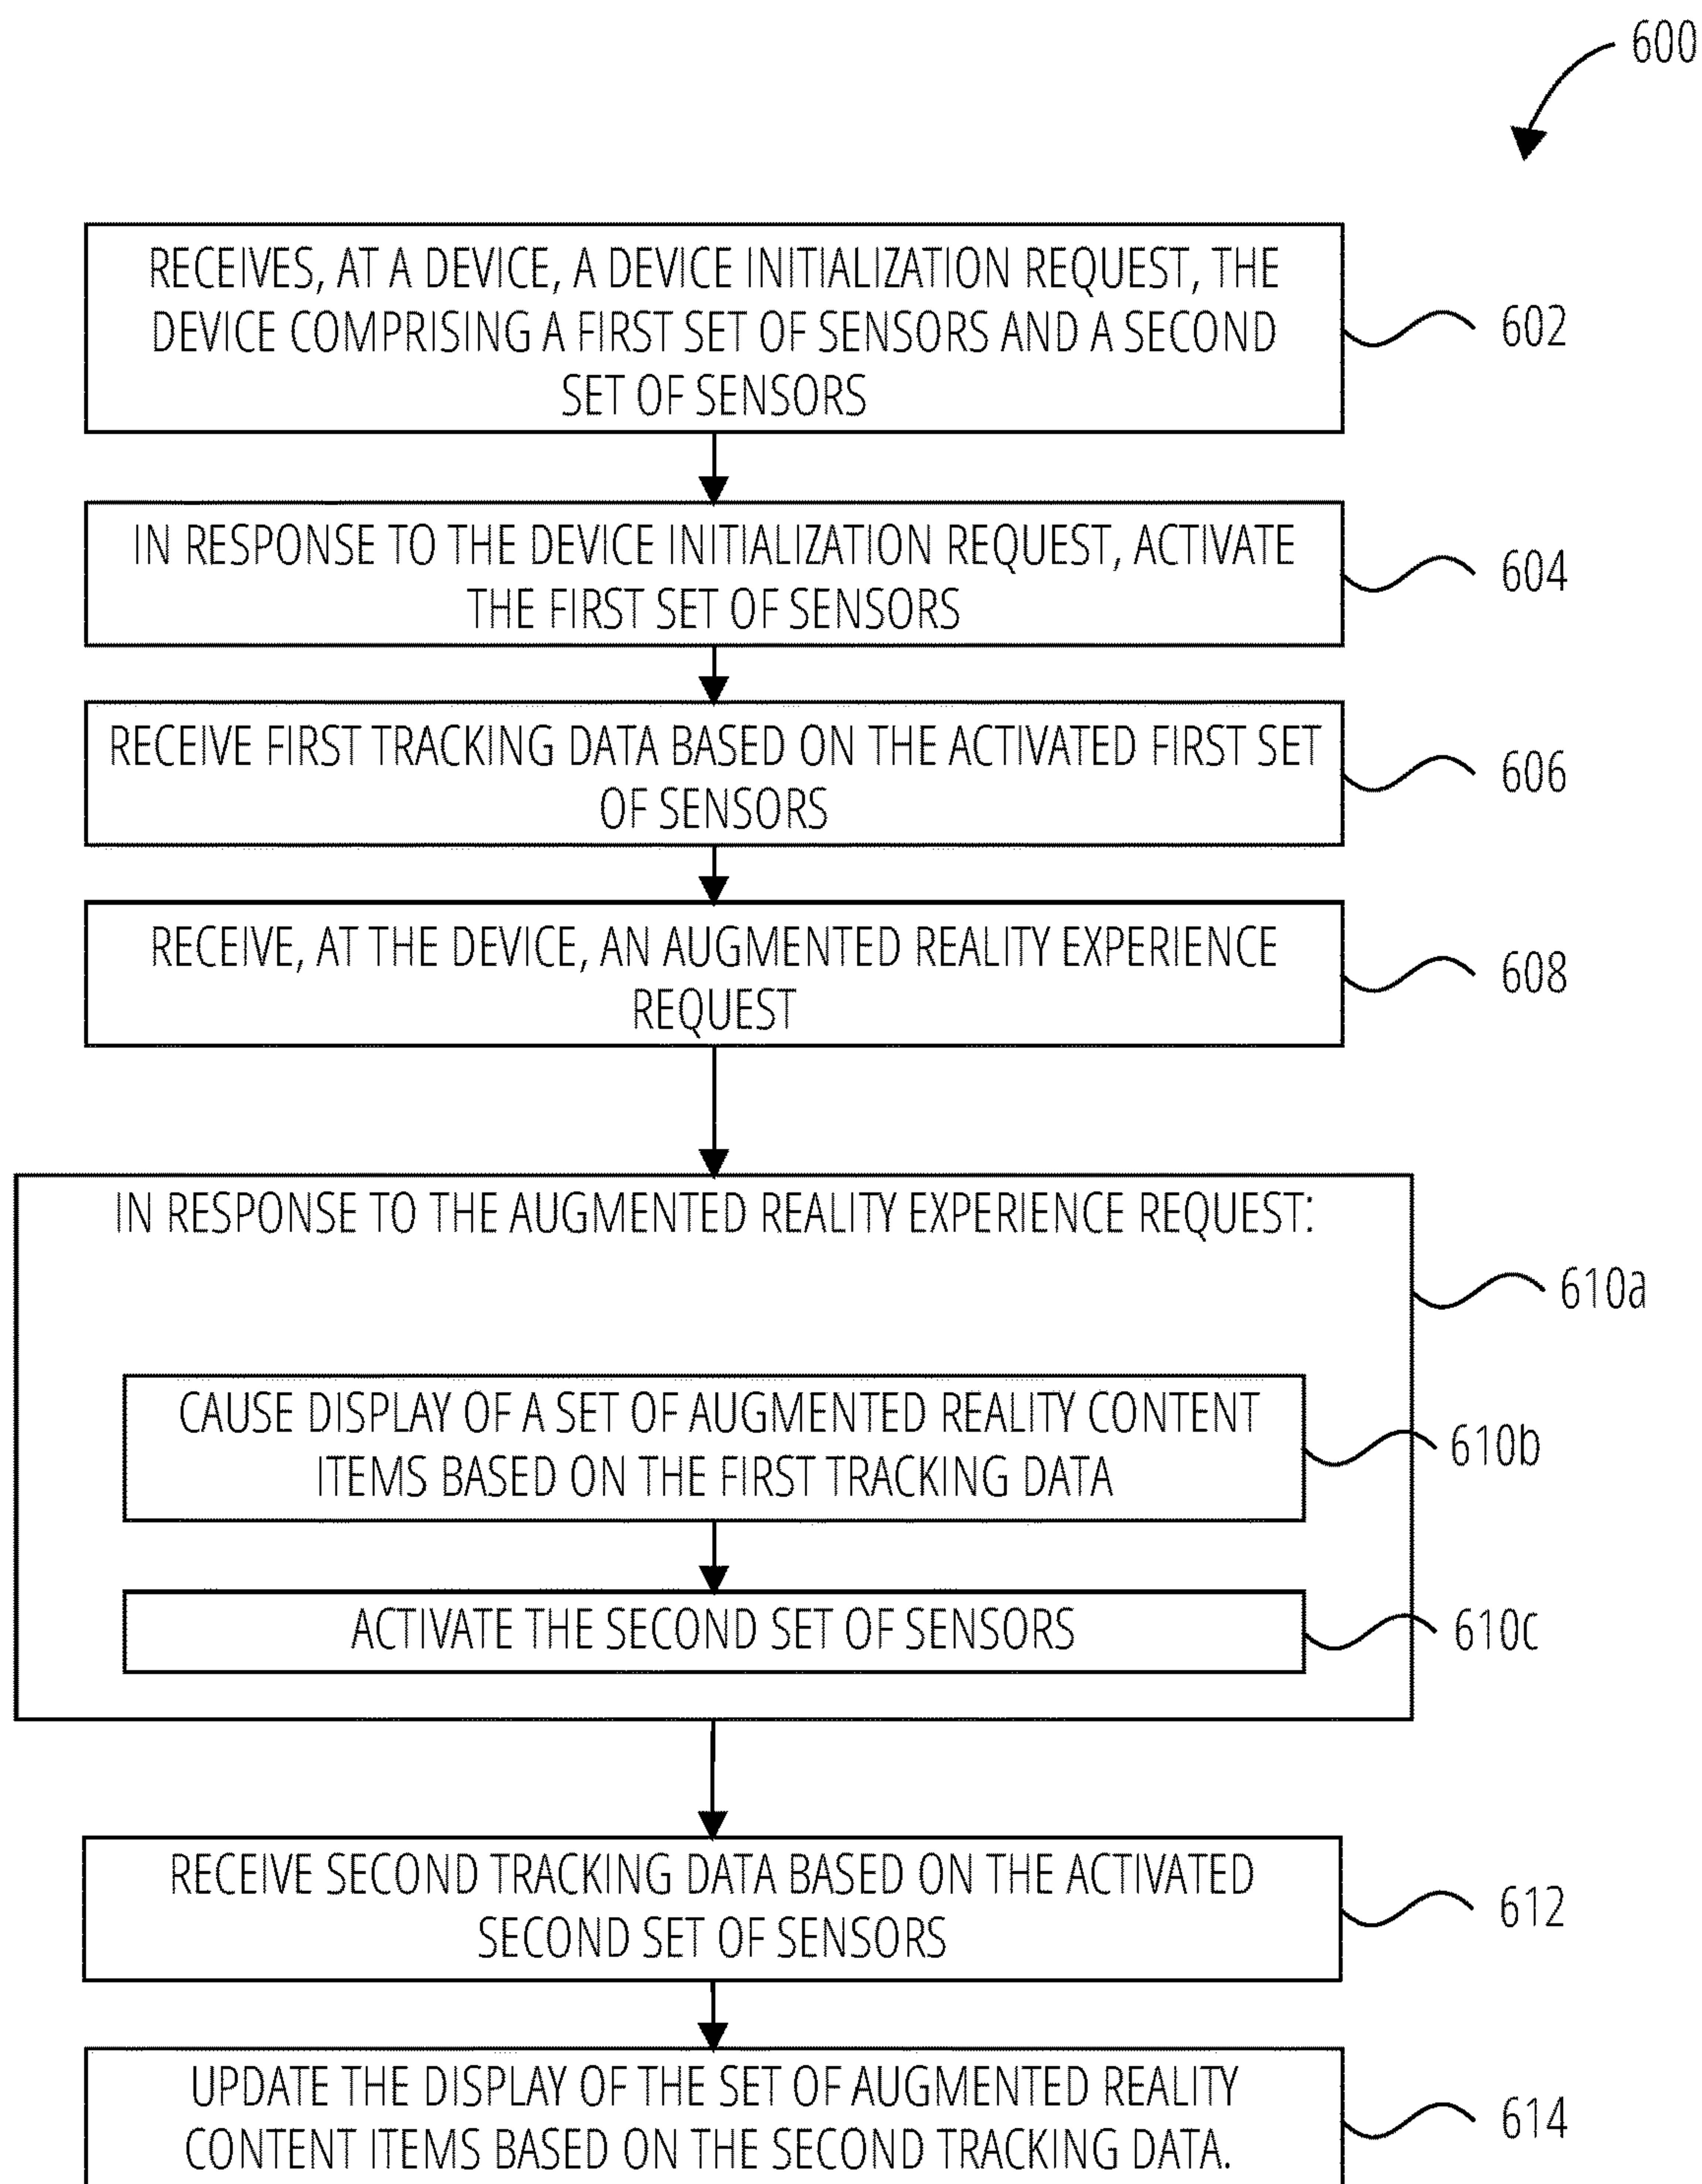 600
RECEIVES, AT A DEVICE, A DEVICE INITIALIZATION REQUEST, THE
DEVICE COMPRISING A FIRST SET OF SENSORS AND A SECOND
SET OF SENSORS
602
IN RESPONSE TO THE DEVICE INITIALIZATION REQUEST, ACTIVATE
THE FIRST SET OF SENSORS
604
RECEIVE FIRST TRACKING DATA BASED ON THE ACTIVATED FIRST SET
OF SENSORS
606
RECEIVE, AT THE DEVICE, AN AUGMENTED REALITY EXPERIENCE
REQUEST
608
IN RESPONSE TO THE AUGMENTED REALITY EXPERIENCE REQUEST:
610a
CAUSE DISPLAY OF A SET OF AUGMENTED REALITY CONTENT
ITEMS BASED ON THE FIRST TRACKING DATA
610b
ACTIVATE THE SECOND SET OF SENSORS
610c
RECEIVE SECOND TRACKING DATA BASED ON THE ACTIVATED
SECOND SET OF SENSORS
612
UPDATE THE DISPLAY OF THE SET OF AUGMENTED REALITY
CONTENT ITEMS BASED ON THE SECOND TRACKING DATA.
614